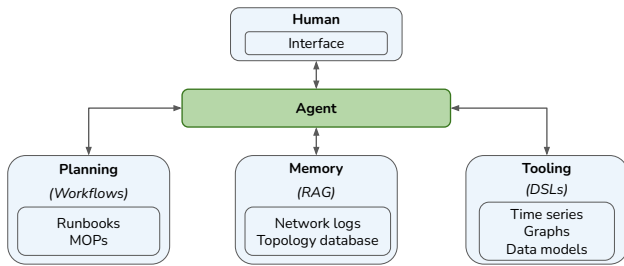 Human
Interface
Agent
Planning
(Workflows)
Runbooks
MOPs
Memory
(RAG)
Network logs
Topology database
Tooling
(DSLs)
Time series
Graphs
Data models